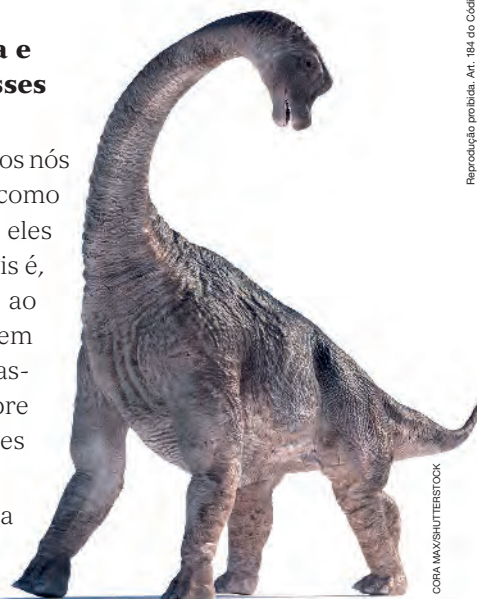 a e
sses
os nós
como
eles
is é,
ao
em
as-
bre
es
a
Reprodução proibida. Art. 184 do Códi
CORA MAX/SHUTTERSTOCK